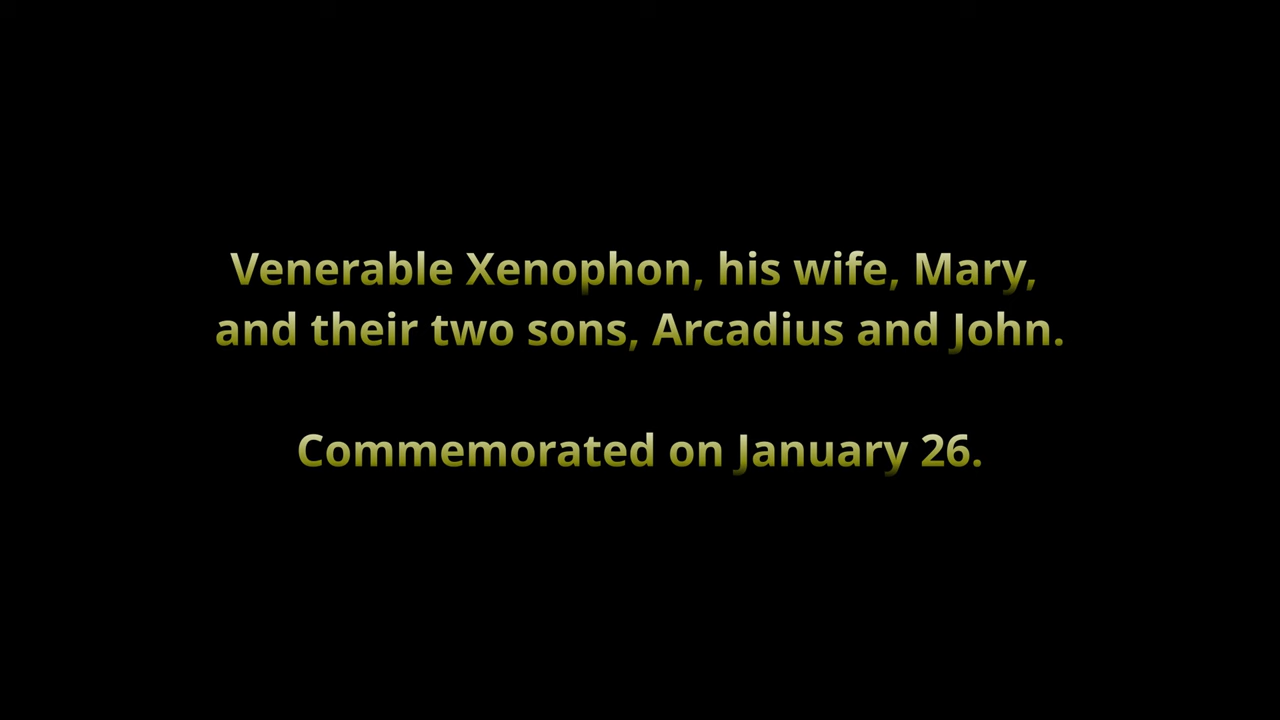 Venerable Xenophon, his wife, Mary,
and their two sons, Arcadius and John.
Commemorated on January 26.